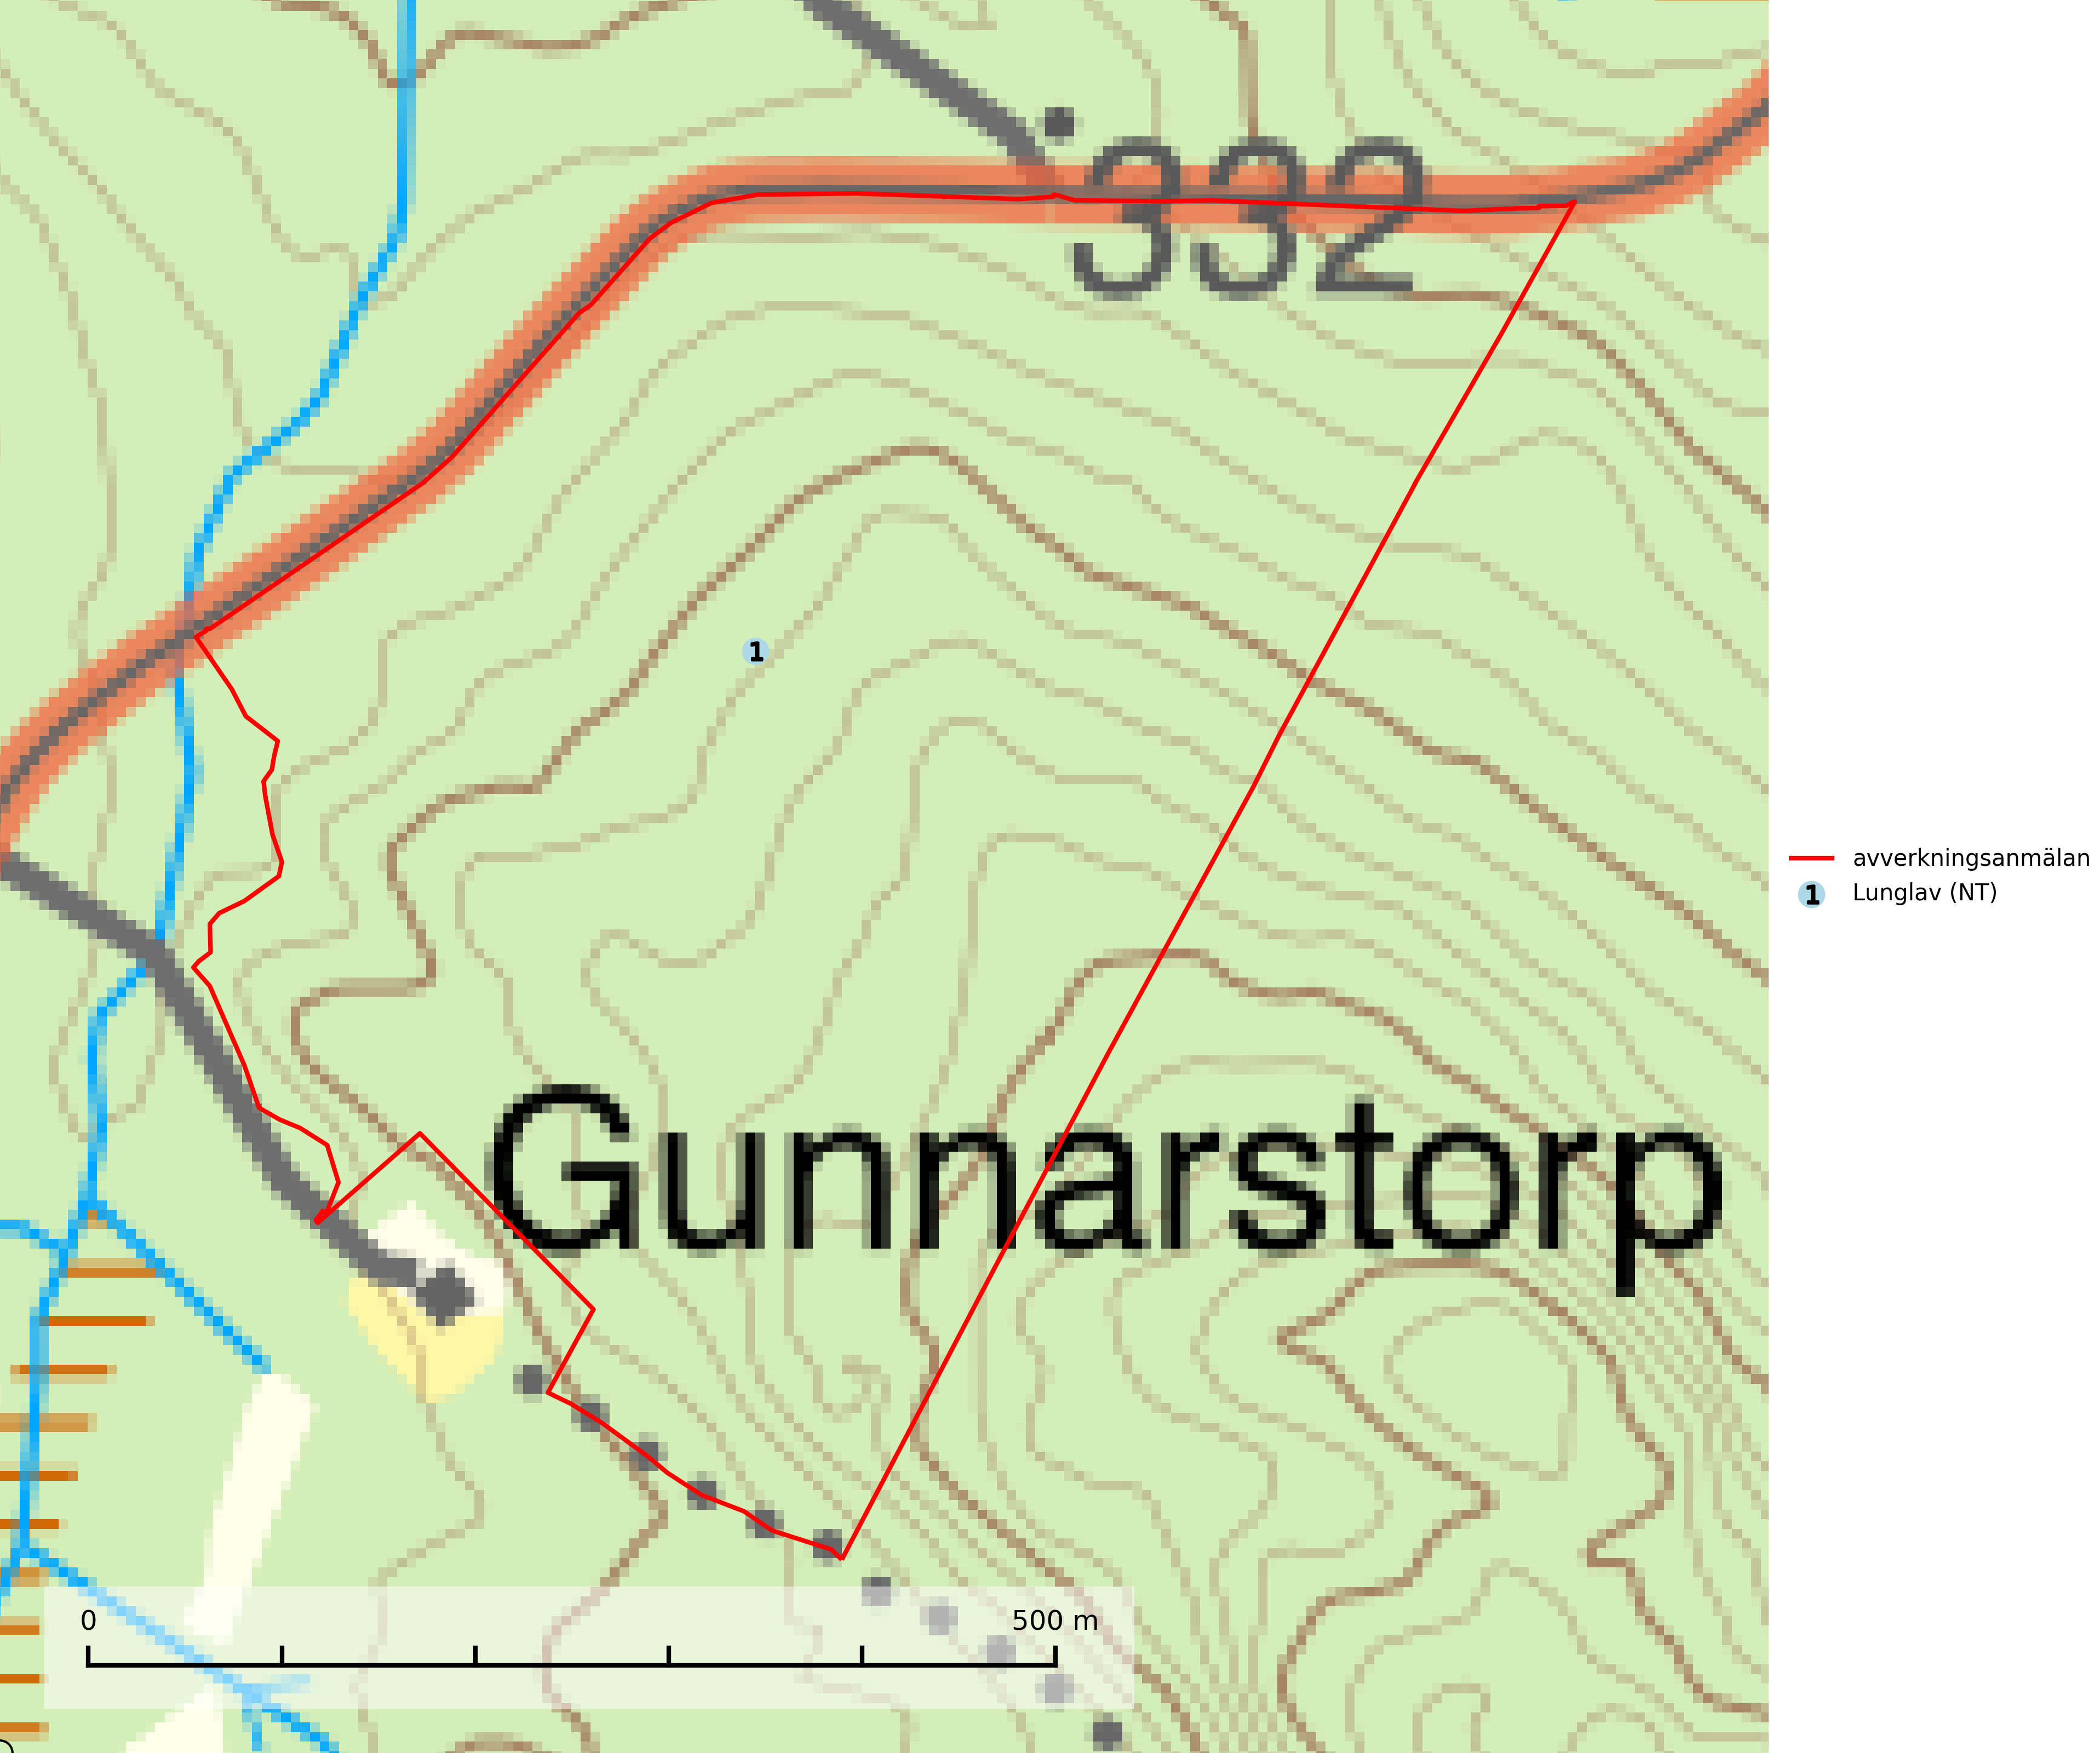 332
1
avverkningsanmälan
1 Lunglav (NT)
Gunnarstorp
0 500 m